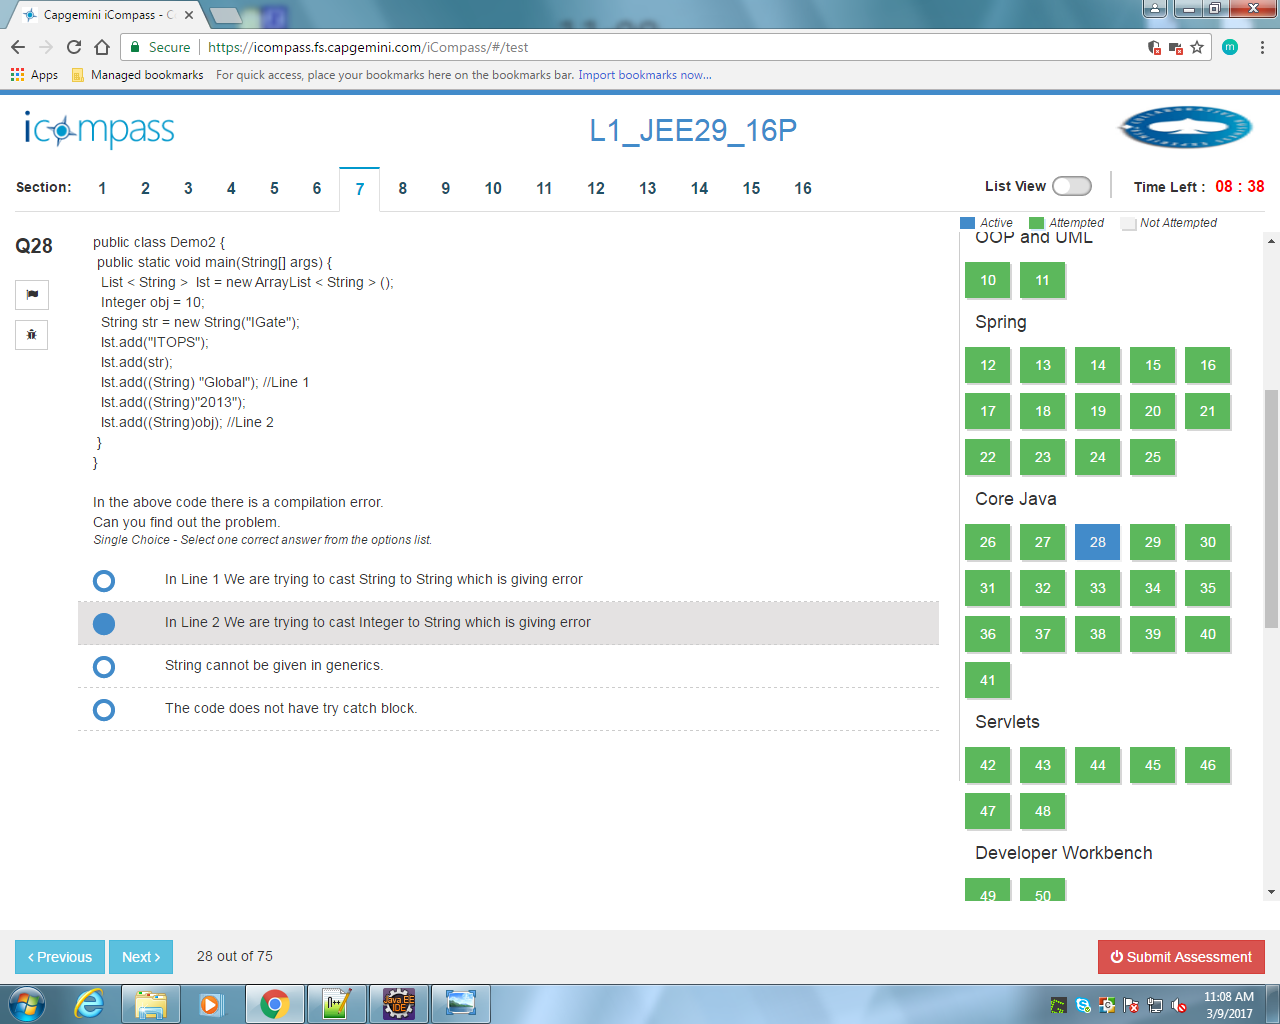 Capgemini iCompass - C
Secure
https://icompass.fs.capgemini.com/iCompass/#/test
m
Apps
Managed bookmarks
For quick access, place your bookmarks here on the bookmarks bar. Import bookmarks now...
icompass
L1_JEE29_16P
Section: 1 2 3 4 5 6 7 8 9 10 11 12 13 14 15 16
List View
Time Left : 08 : 38
Active Attempted Not Attempted
Q28
public class Demo2 {
public static void main(String[] args) {
List < String > lst = new ArrayList < String > ();
Integer obj = 10;
String str = new String("IGate");
lst.add("ITOPS");
lst.add(str);
lst.add((String) "Global"); //Line 1
lst.add((String)"2013");
lst.add((String)obj); //Line 2
}
}
In the above code there is a compilation error.
Can you find out the problem.
Single Choice - Select one correct answer from the options list.
In Line 1 We are trying to cast String to String which is giving error
In Line 2 We are trying to cast Integer to String which is giving error
String cannot be given in generics.
The code does not have try catch block.
OOP and UML
10 11
Spring
12 13 14 15 16
17 18 19 20 21
22 23 24 25
Core Java
26 27 28 29 30
31 32 33 34 35
36 37 38 39 40
41
Servlets
42 43 44 45 46
47 48
Developer Workbench
49 50
‹ Previous
Next ›
28 out of 75
Submit Assessment
Java EE
IDE
11:08 AM
3/9/2017